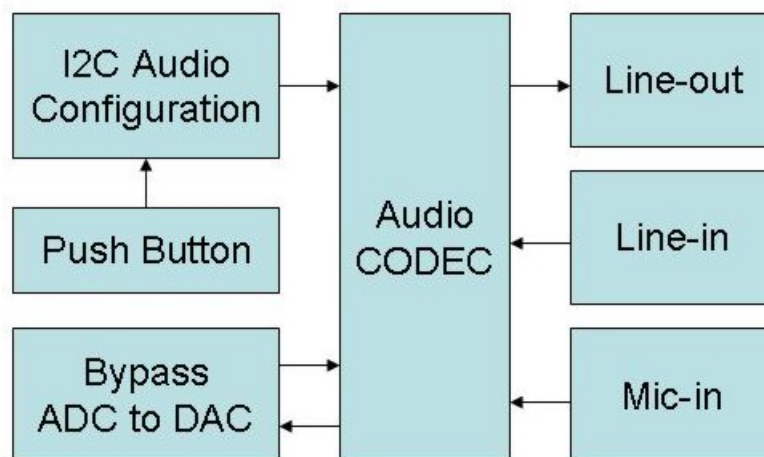 I2C Audio
Configuration
Push Button
Bypass
ADC to DAC
Audio
CODEC
Line-out
Line-in
Mic-in